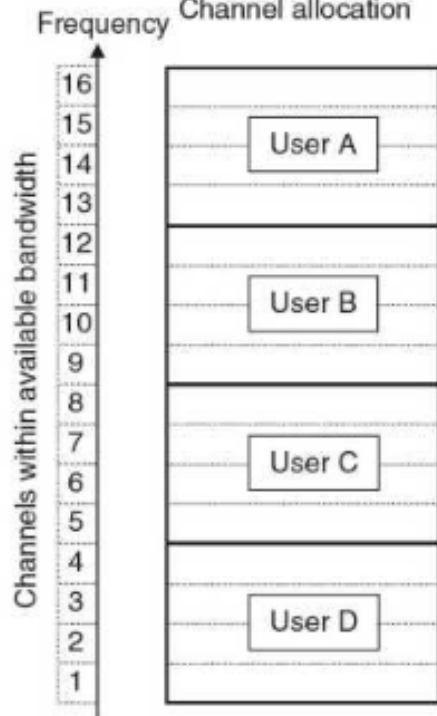 Channel allocation
Frequency
16
15
14
13
12
11
10
9
8
7
6
5
4
3
2
1
Channels within available bandwidth
User A
User B
User C
User D